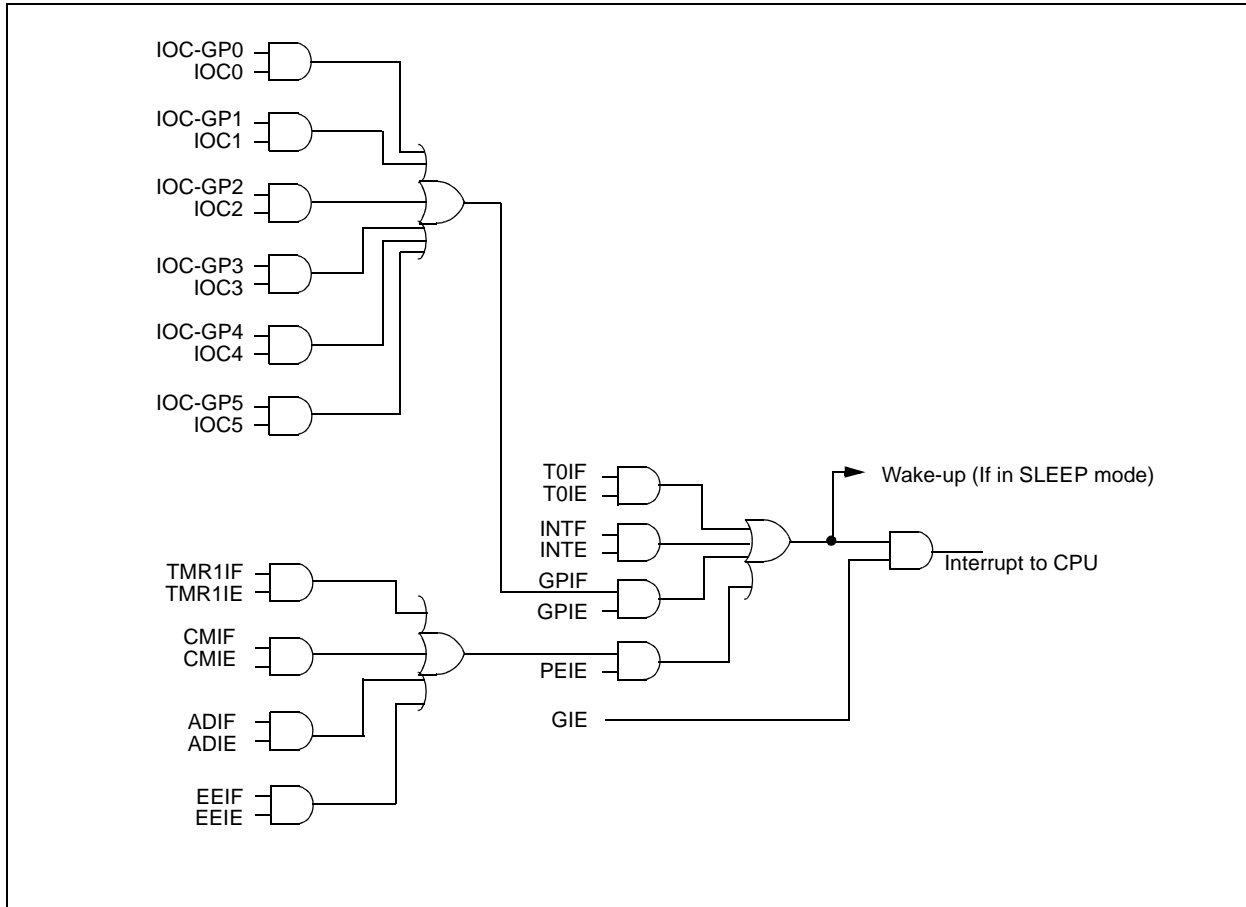 IOC-GP0
IOC0
IOC-GP1
IOC1
IOC-GP2
IOC2
IOC-GP3
IOC3
IOC-GP4
IOC4
IOC-GP5
IOC5
T0IF
T0IE
INTF
INTE
GPIF
GPIE
PEIE
GIE
TMR1IF
TMR1IE
CMIF
CMIE
ADIF
ADIE
EEIF
EEIE
Wake-up (If in SLEEP mode)
Interrupt to CPU